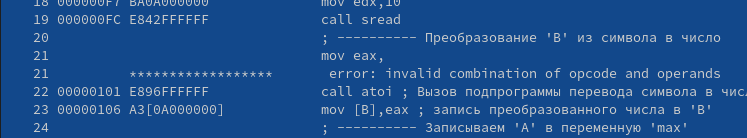 18 000000F7 BA0A000000 mov edx,10
19 000000FC E842FFFFFF call sread
20 ; ---------- Преобразование 'B' из символа в число
21 mov eax,
21 ****************** error: invalid combination of opcode and operands
22 00000101 E896FFFFFF call atoi ; Вызов подпрограммы перевода символа в
23 00000106 A3[0A000000] mov [B],eax ; запись преобразованного числа в 'B'
24 ; ---------- Записываем 'A' в переменную 'max'